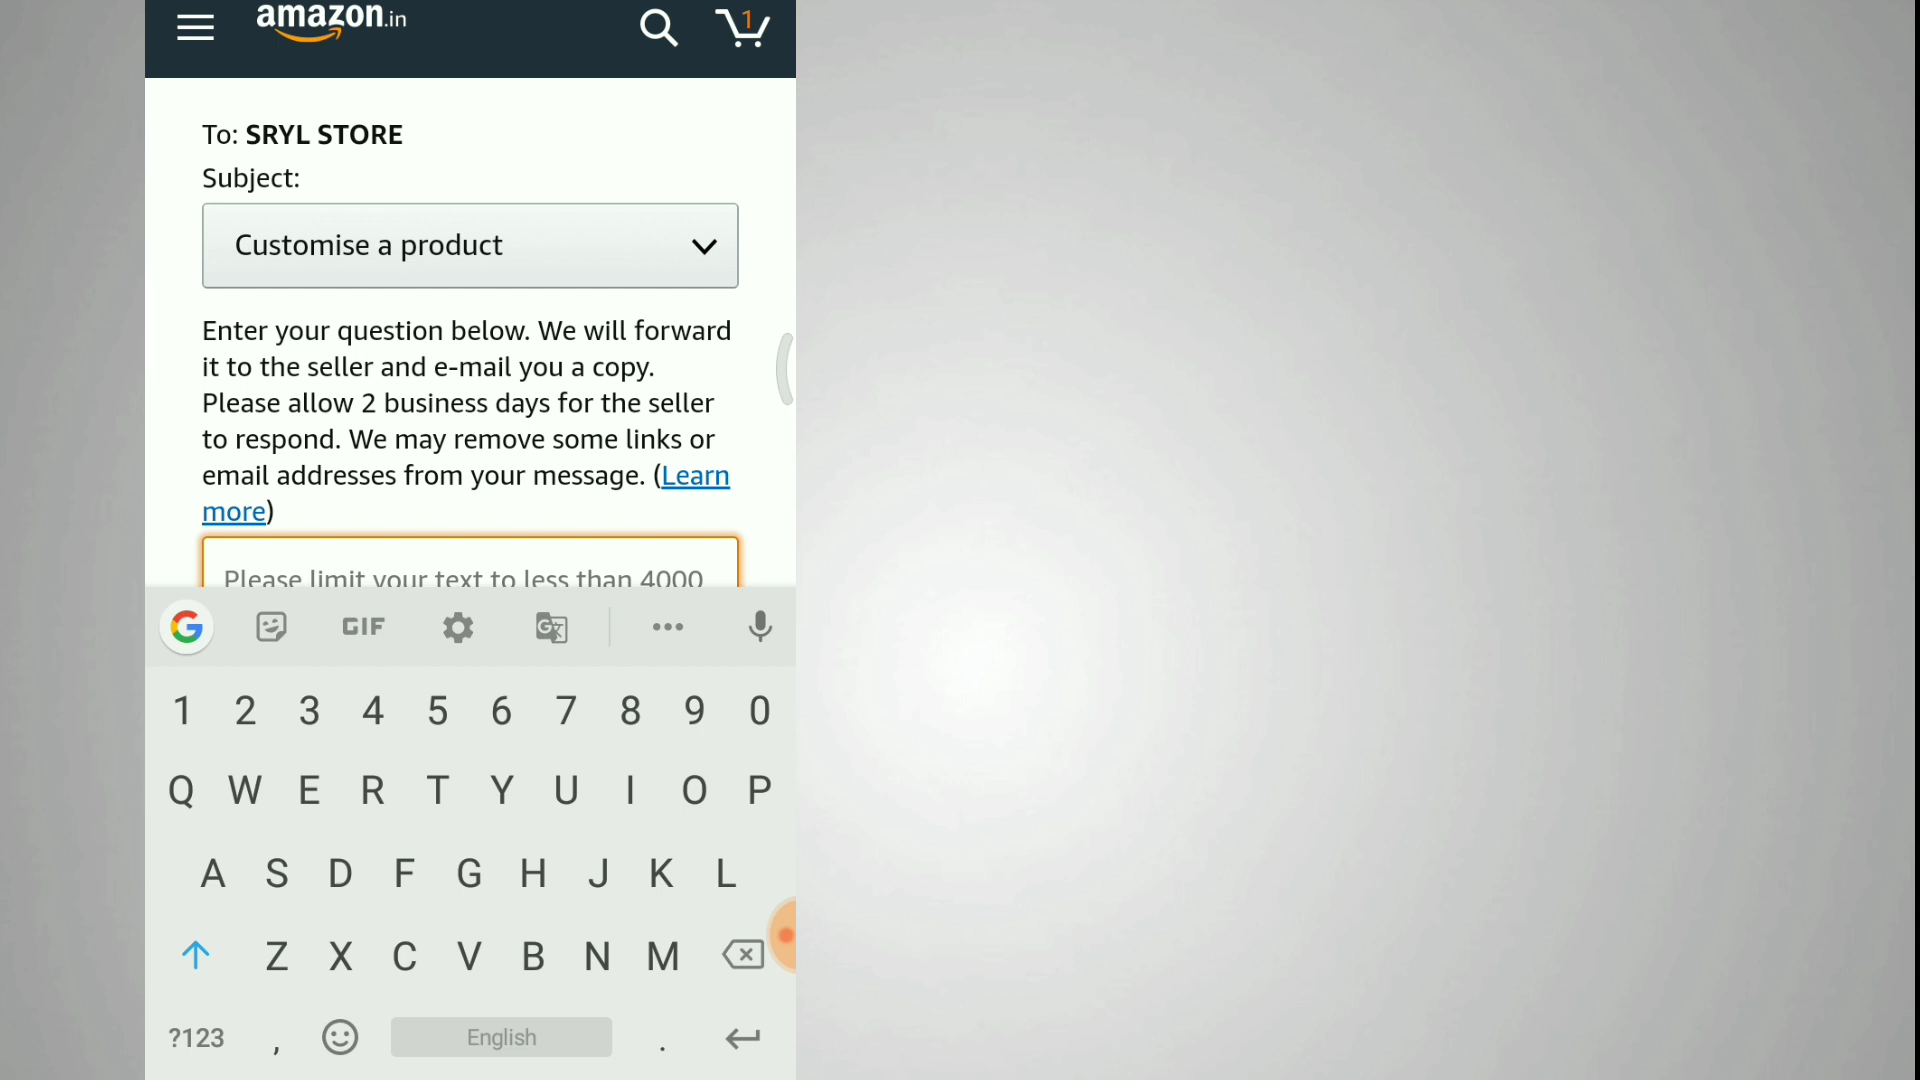 amazon.in
1
To: SRYL STORE
Subject:
Customise a product
Enter your question below. We will forward
it to the seller and e-mail you a copy.
Please allow 2 business days for the seller
to respond. We may remove some links or
email addresses from your message. (Learn
more)
Please limit your text to less than 4000
G GIF G文 •••
1 2 3 4 5 6 7 8 9 0
Q W E R T Y U I O P
A S D F G H J K L
Z X C V B N M
?123 , English .